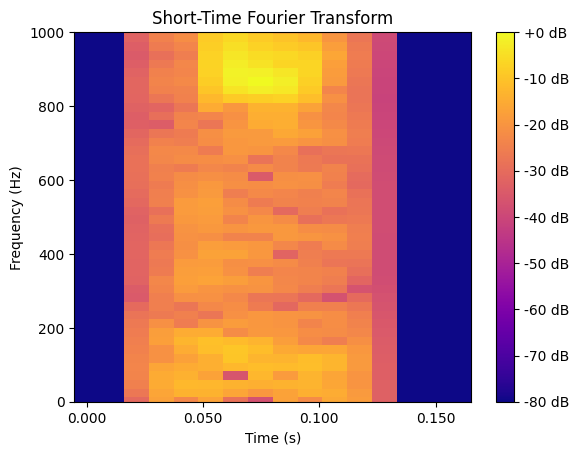 Short-Time Fourier Transform
1000
800
600
400
200
0
Frequency (Hz)
0.000
0.050
0.100
0.150
Time (s)
+0 dB
-10 dB
-20 dB
-30 dB
-40 dB
-50 dB
-60 dB
-70 dB
-80 dB